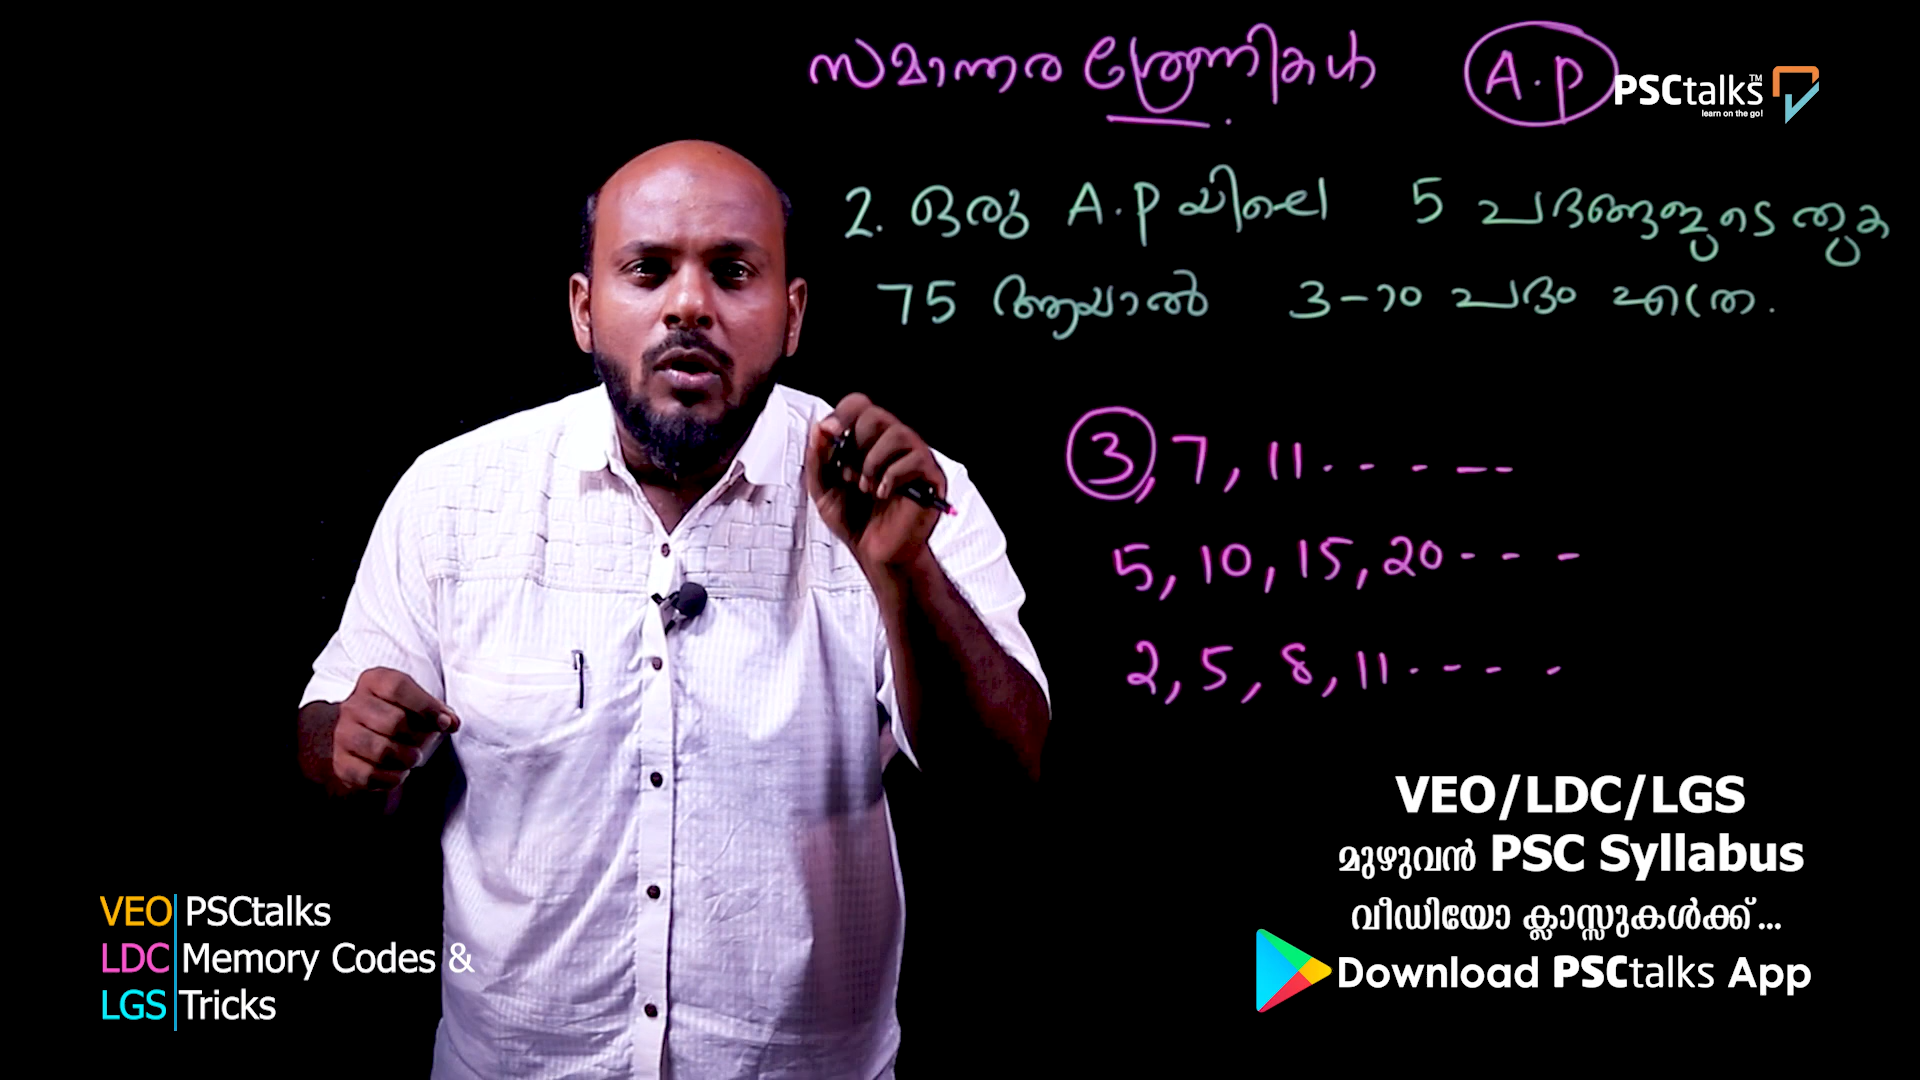 സമാന്തര ശ്രേണികൾ A.P
PSCtalks™
learn on the go!
2. ഒരു A.P യിലെ 5 പദങ്ങളുടെ തുക
75 ആയാൽ 3-ാം പദം എത്ര.
3, 7, 11 . - - - --
5, 10, 15, 20 - - -
2, 5, 8, 11 . - - - .
VEO/LDC/LGS
മുഴുവൻ PSC Syllabus
വീഡിയോ ക്ലാസ്സുകൾക്ക്...
Download PSCtalks App
VEO PSCtalks
LDC Memory Codes &
LGS Tricks